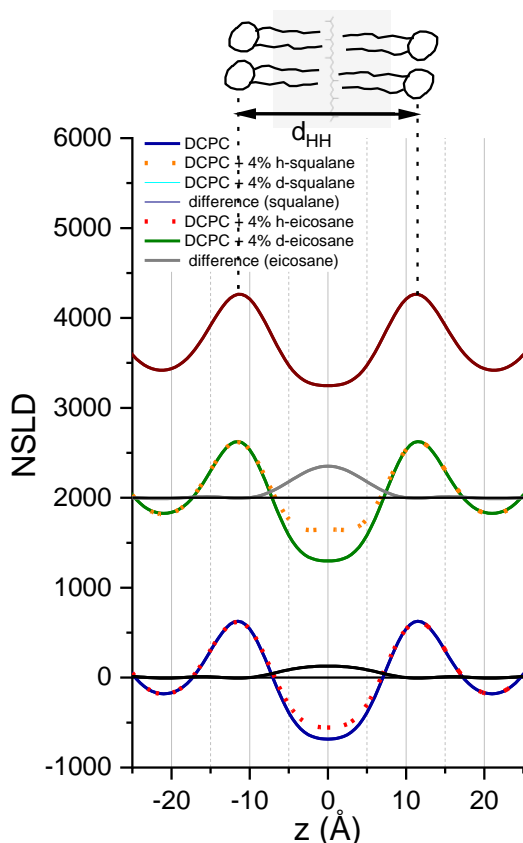 dHH
6000
5000
4000
3000
2000
1000
0
-1000
NSLD
DCPC
DCPC + 4% h-squalane
DCPC + 4% d-squalane
difference (squalane)
DCPC + 4% h-eicosane
DCPC + 4% d-eicosane
difference (eicosane)
-20 -10 0 10 20
z (Å)